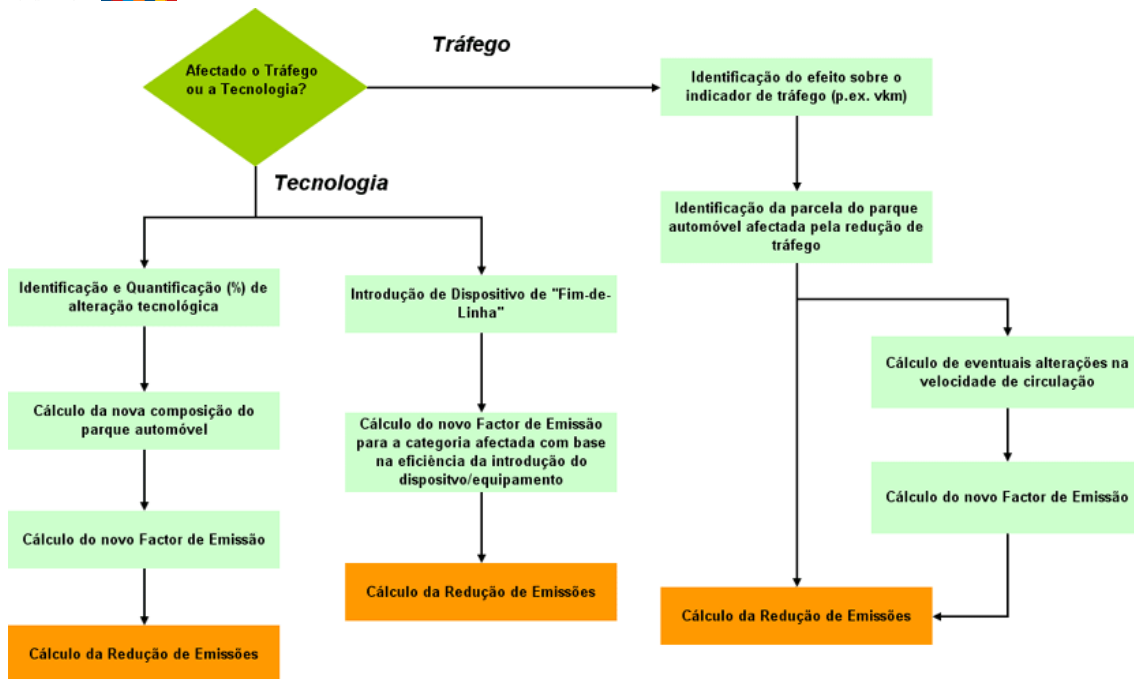 Tráfego
Afectado o Tráfego
ou a Tecnologia?
Identificação do efeito sobre o
indicador de tráfego (p.ex. vkm)
Tecnologia
Identificação da parcela do parque
automóvel afectada pela redução de
tráfego
Identificação e Quantificação (%) de
alteração tecnológica
Introdução de Dispositivo de "Fim-de-
Linha"
Cálculo de eventuais alterações na
velocidade de circulação
Cálculo da nova composição do
parque automóvel
Cálculo do novo Factor de Emissão
para a categoria afectada com base
na eficiência da introdução do
dispositvo/equipamento
Cálculo do novo Factor de Emissão
Cálculo do novo Factor de Emissão
Cálculo da Redução de Emissões
Cálculo da Redução de Emissões
Cálculo da Redução de Emissões